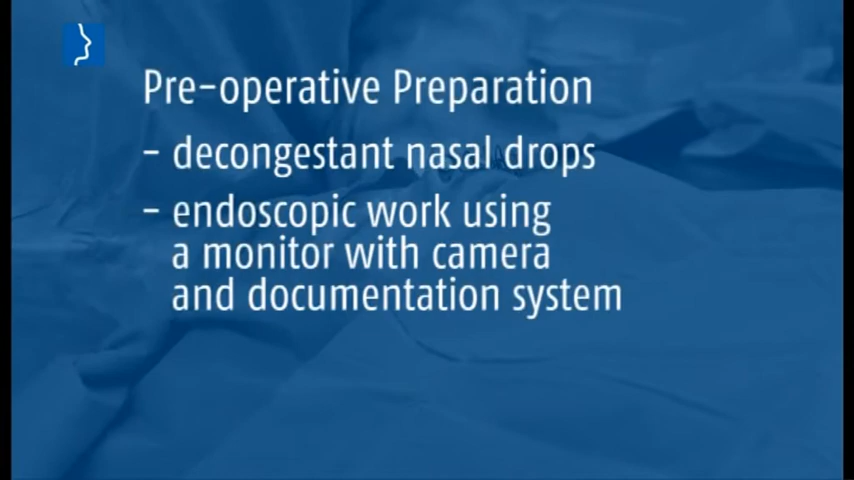 Pre-operative Preparation
- decongestant nasal drops
- endoscopic work using
a monitor with camera
and documentation system